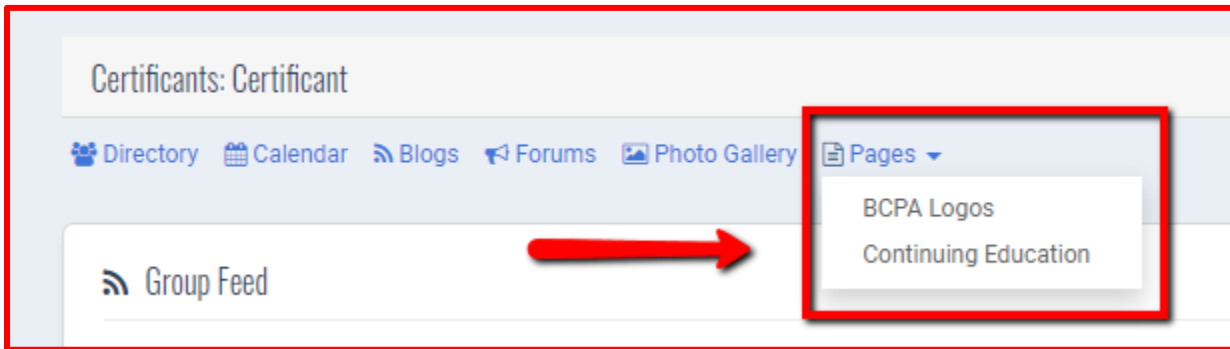 Certificants: Certificant
Directory Calendar Blogs Forums Photo Gallery Pages
BCPA Logos
Continuing Education
Group Feed